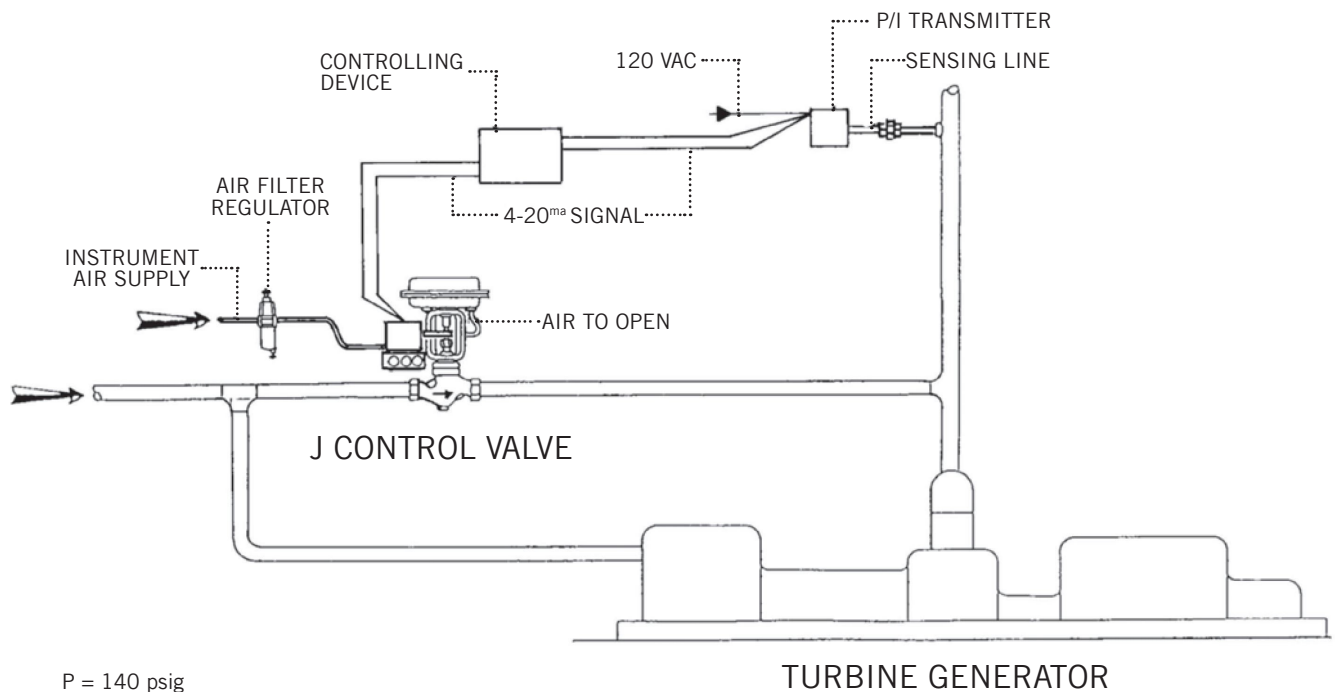 P/I TRANSMITTER
CONTROLLING
DEVICE
120 VAC
SENSING LINE
AIR FILTER
REGULATOR
4-20ᵐᵃ SIGNAL
INSTRUMENT
AIR SUPPLY
AIR TO OPEN
J CONTROL VALVE
P = 140 psig
TURBINE GENERATOR